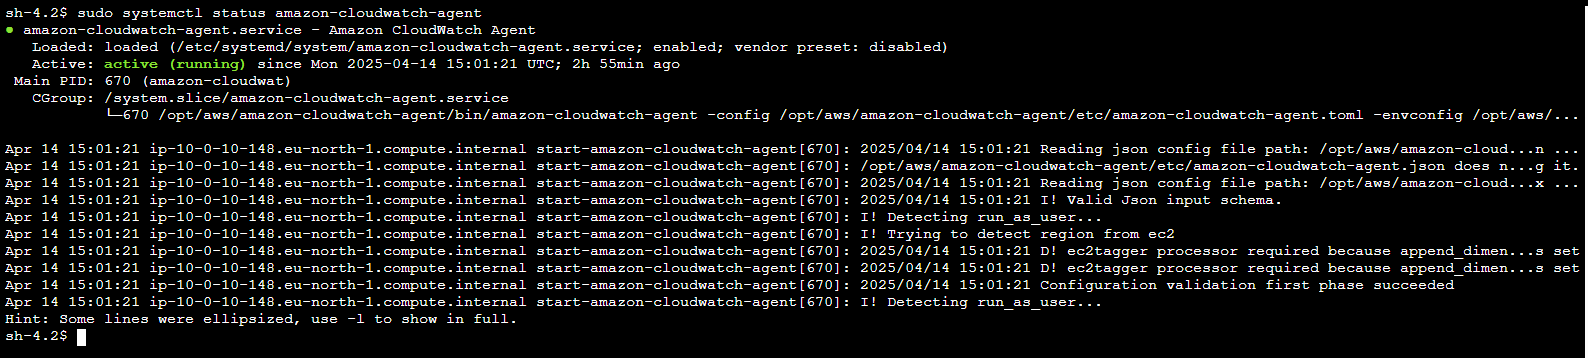 sh-4.2$ sudo systemctl status amazon-cloudwatch-agent
● amazon-cloudwatch-agent.service - Amazon CloudWatch Agent
   Loaded: loaded (/etc/systemd/system/amazon-cloudwatch-agent.service; enabled; vendor preset: disabled)
   Active: active (running) since Mon 2025-04-14 15:01:21 UTC; 2h 55min ago
 Main PID: 670 (amazon-cloudwat)
   CGroup: /system.slice/amazon-cloudwatch-agent.service
           └─670 /opt/aws/amazon-cloudwatch-agent/bin/amazon-cloudwatch-agent -config /opt/aws/amazon-cloudwatch-agent/etc/amazon-cloudwatch-agent.toml -envconfig /opt/aws/...

Apr 14 15:01:21 ip-10-0-10-148.eu-north-1.compute.internal start-amazon-cloudwatch-agent[670]: 2025/04/14 15:01:21 Reading json config file path: /opt/aws/amazon-cloud...n ...
Apr 14 15:01:21 ip-10-0-10-148.eu-north-1.compute.internal start-amazon-cloudwatch-agent[670]: /opt/aws/amazon-cloudwatch-agent/etc/amazon-cloudwatch-agent.json does n...g it.
Apr 14 15:01:21 ip-10-0-10-148.eu-north-1.compute.internal start-amazon-cloudwatch-agent[670]: 2025/04/14 15:01:21 Reading json config file path: /opt/aws/amazon-cloud...x ...
Apr 14 15:01:21 ip-10-0-10-148.eu-north-1.compute.internal start-amazon-cloudwatch-agent[670]: 2025/04/14 15:01:21 I! Valid Json input schema.
Apr 14 15:01:21 ip-10-0-10-148.eu-north-1.compute.internal start-amazon-cloudwatch-agent[670]: I! Detecting run_as_user...
Apr 14 15:01:21 ip-10-0-10-148.eu-north-1.compute.internal start-amazon-cloudwatch-agent[670]: I! Trying to detect region from ec2
Apr 14 15:01:21 ip-10-0-10-148.eu-north-1.compute.internal start-amazon-cloudwatch-agent[670]: 2025/04/14 15:01:21 D! ec2tagger processor required because append_dimen...s set
Apr 14 15:01:21 ip-10-0-10-148.eu-north-1.compute.internal start-amazon-cloudwatch-agent[670]: 2025/04/14 15:01:21 D! ec2tagger processor required because append_dimen...s set
Apr 14 15:01:21 ip-10-0-10-148.eu-north-1.compute.internal start-amazon-cloudwatch-agent[670]: 2025/04/14 15:01:21 Configuration validation first phase succeeded
Apr 14 15:01:21 ip-10-0-10-148.eu-north-1.compute.internal start-amazon-cloudwatch-agent[670]: I! Detecting run_as_user...
Hint: Some lines were ellipsized, use -l to show in full.
sh-4.2$